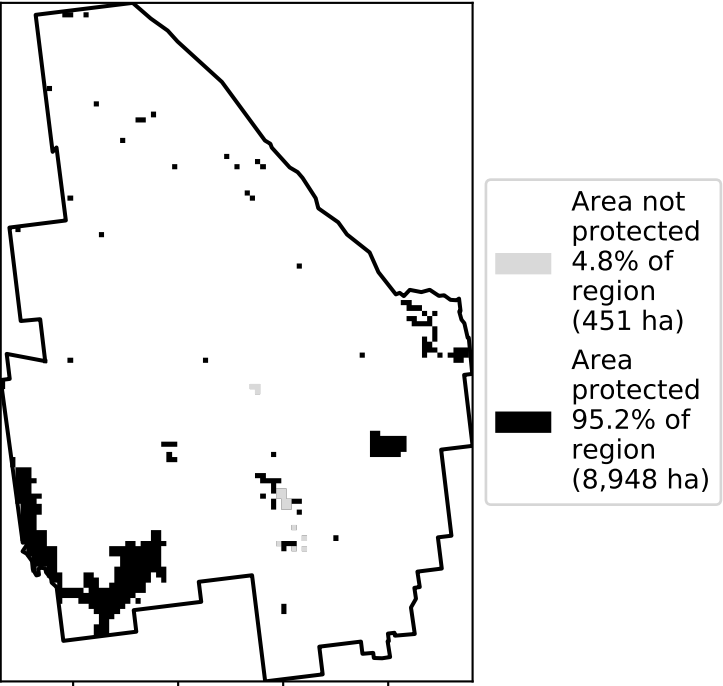 Area not
protected
4.8% of
region
(451 ha)
Area
protected
95.2% of
region
(8,948 ha)